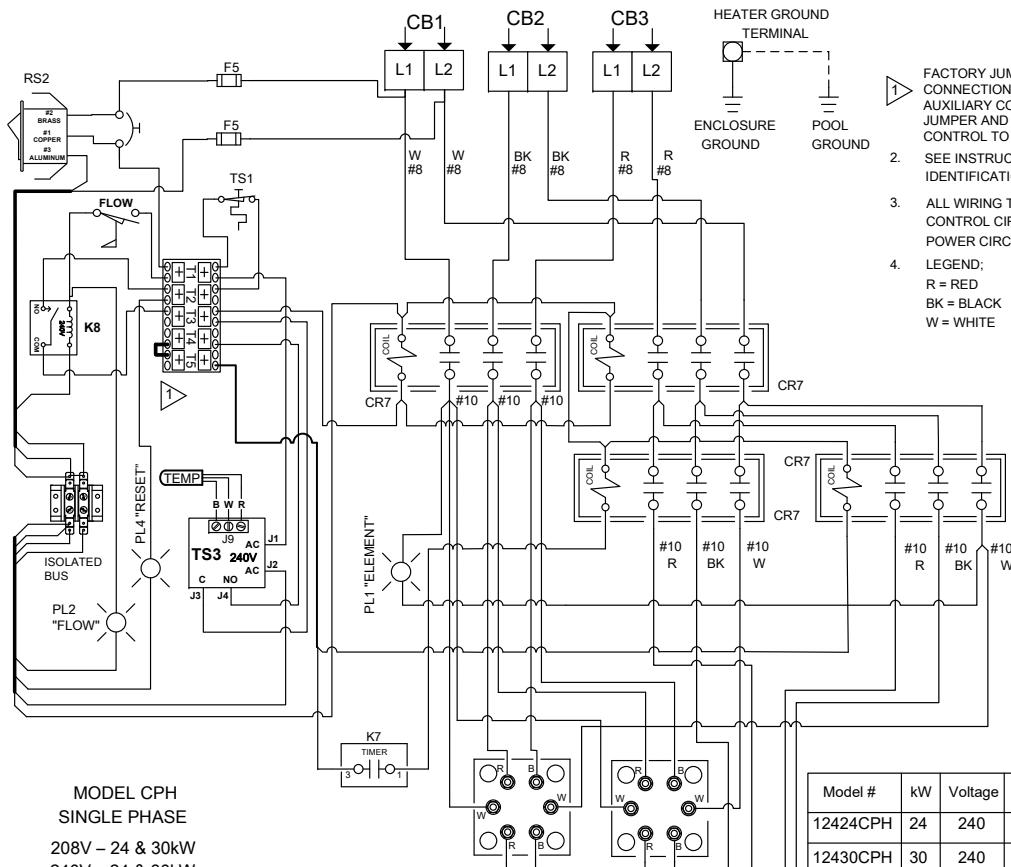 CB1
CB2
CB3
L1 L2
L1 L2
L1 L2
HEATER GROUND
TERMINAL
ENCLOSURE
GROUND
POOL
GROUND
1
FACTORY
CONNECTION
AUXILIARY
JUMPER AND
CONTROL TO
2. SEE
IDENTIFICATI
3. ALL WIRING
CONTROL
POWER
4. LEGEND;
R = RED
BK = BLACK
W = WHITE
RS2
#2
BRASS
#1
COPPER
#3
ALUMINUM
F5
F5
W
#8
W
#8
BK
#8
BK
#8
R
#8
R
#8
TS1
FLOW
T1
T2
T3
T4
T5
NO
240V
COM
K8
1
COIL
CR7
#10 #10 #10
COIL
CR7
COIL
CR7
CR7
COIL
#10
R
#10
BK
#10
W
#10
R
#10
BK
#10
W
TEMP
B W R
J9
TS3 240V
AC J1
AC J2
C NO
J3 J4
ISOLATED
BUS
PL4 "RESET"
PL2
"FLOW"
PL1 "ELEMENT"
K7
TIMER
3 1
R B
W W
R B
R B
W W
R B
MODEL CPH
SINGLE PHASE
208V – 24 & 30kW
Model # kW Voltage
12424CPH 24 240
12430CPH 30 240